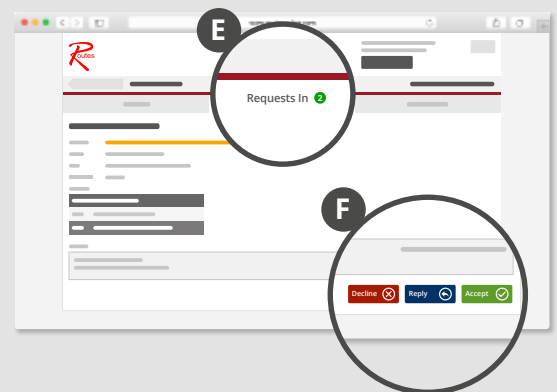 E
Routes
Requests In 2
F
Decline Reply Accept